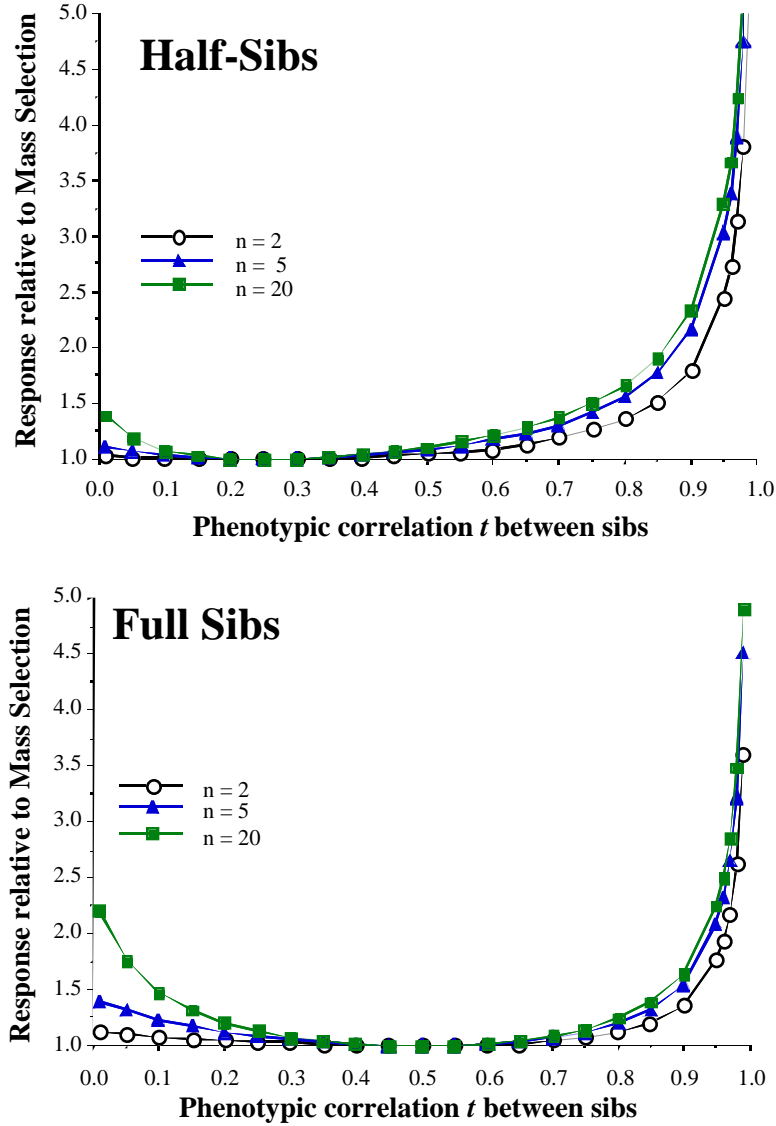 Half-Sibs
Response relative to Mass Selection
5.0
4.5
4.0
3.5
3.0
2.5
2.0
1.5
1.0
n = 2
n = 5
n = 20
0.0 0.1 0.2 0.3 0.4 0.5 0.6 0.7 0.8 0.9 1.0
Phenotypic correlation t between sibs
Full Sibs
Response relative to Mass Selection
5.0
4.5
4.0
3.5
3.0
2.5
2.0
1.5
1.0
n = 2
n = 5
n = 20
0.0 0.1 0.2 0.3 0.4 0.5 0.6 0.7 0.8 0.9 1.0
Phenotypic correlation t between sibs